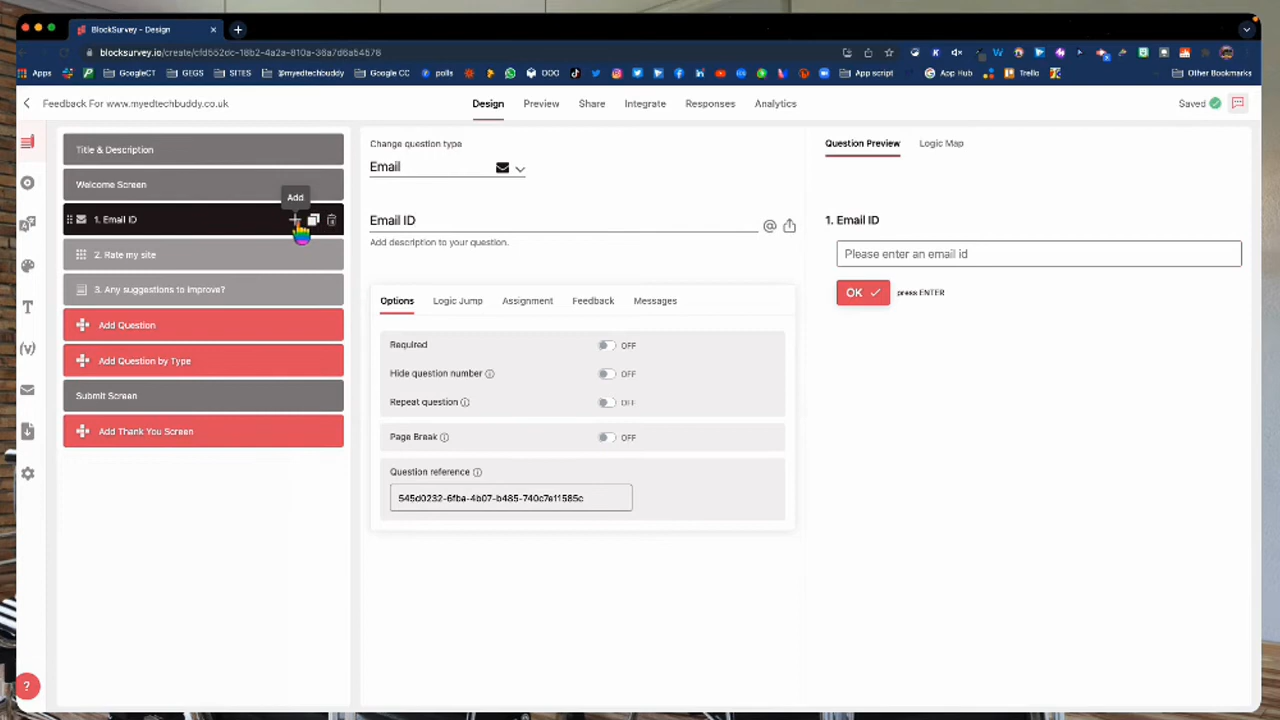 BlockSurvey - Design
blocksurvey.io/create/cfd552dc-18b2-4a2a-810a-36a7d6a54578
Apps
GoogleCT
GEGS
SITES
@myedtechbuddy
Google CC
polls
DOO
App script
App Hub
Trello
Other Bookmarks
Feedback For www.myedtechbuddy.co.uk
Design
Preview
Share
Integrate
Responses
Analytics
Saved
Title & Description
Welcome Screen
Add
1. Email ID
2. Rate my site
3. Any suggestions to improve?
Add Question
Add Question by Type
Submit Screen
Add Thank You Screen
Change question type
Email
Email ID
Add description to your question.
Options
Logic Jump
Assignment
Feedback
Messages
Required
OFF
Hide question number
OFF
Repeat question
OFF
Page Break
OFF
Question reference
545d0232-6fba-4b07-b485-740c7e11585c
Question Preview
Logic Map
1. Email ID
Please enter an email id
OK
press ENTER